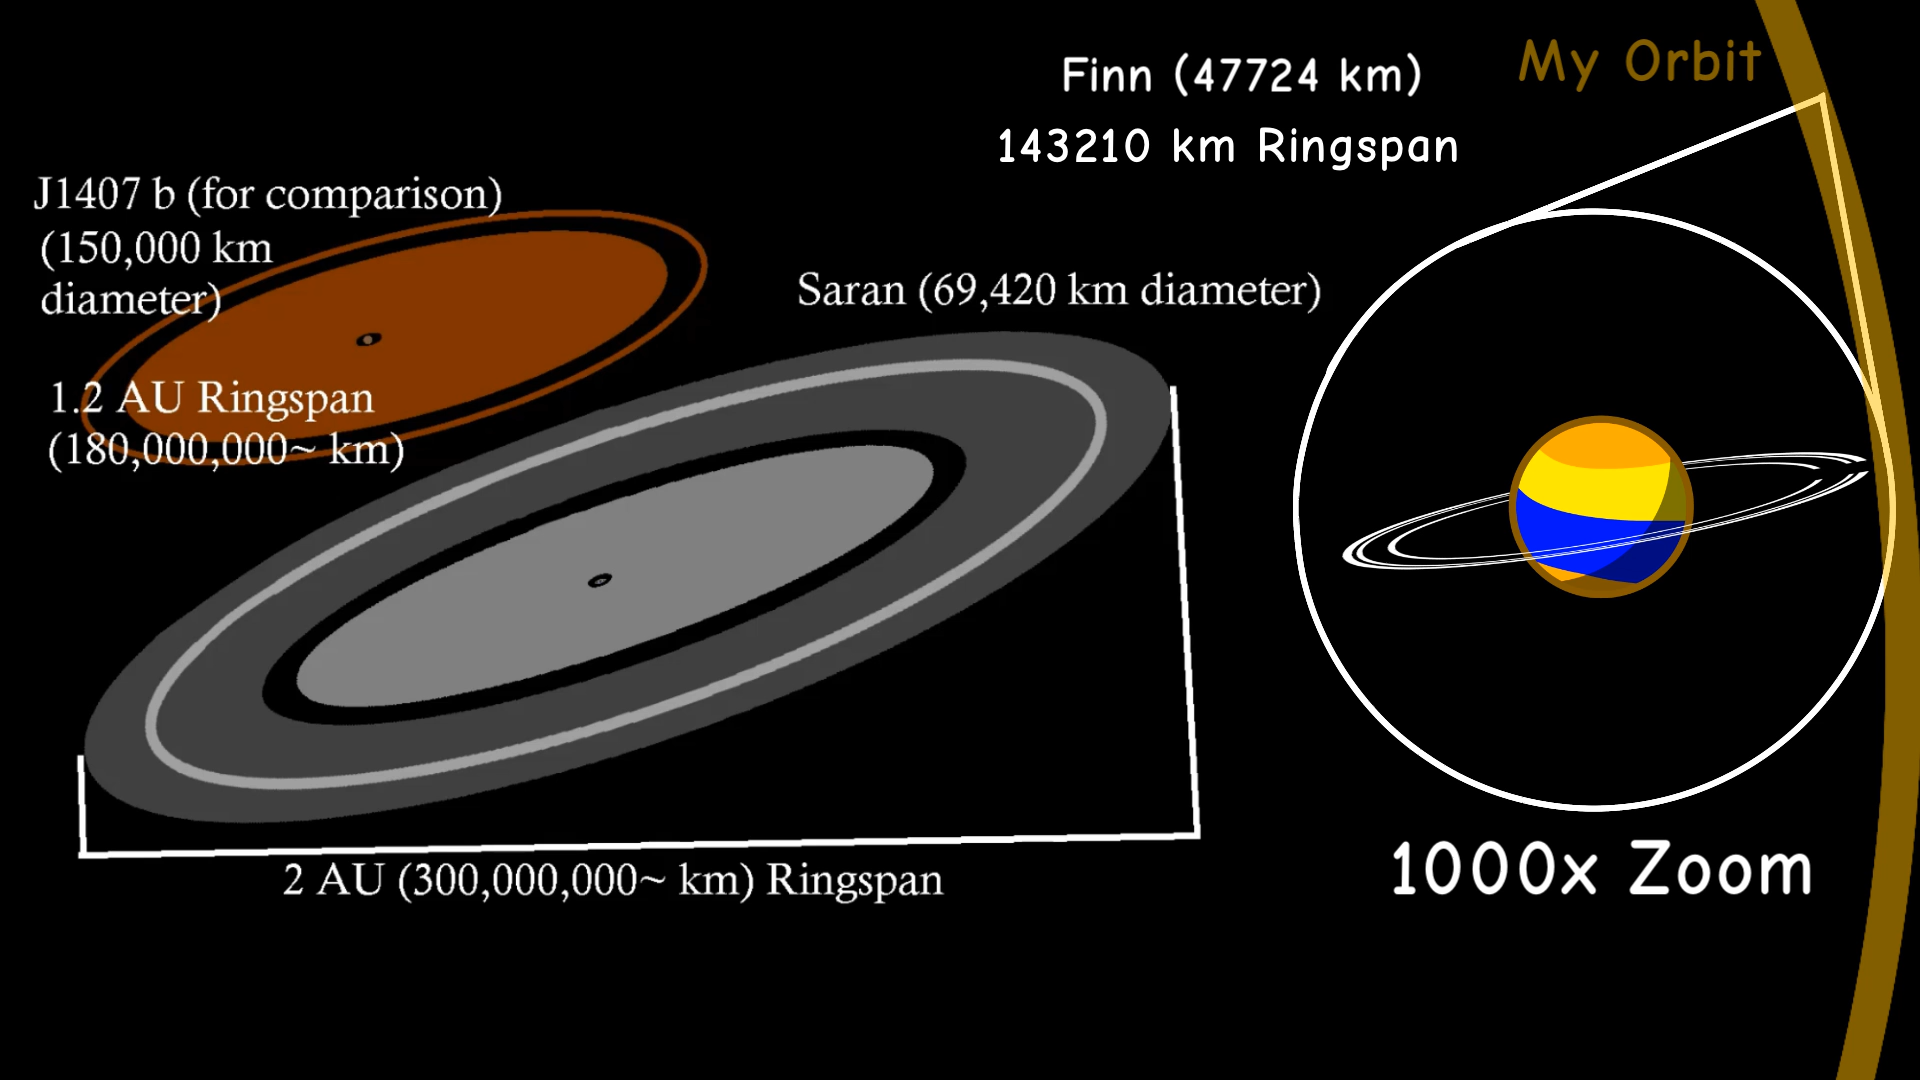 My Orbit
Finn (47724 km)
143210 km Ringspan
J1407 b (for comparison)
(150,000 km
diameter)
Saran (69,420 km diameter)
1.2 AU Ringspan
(180,000,000~ km)
1000x Zoom
2 AU (300,000,000~ km) Ringspan